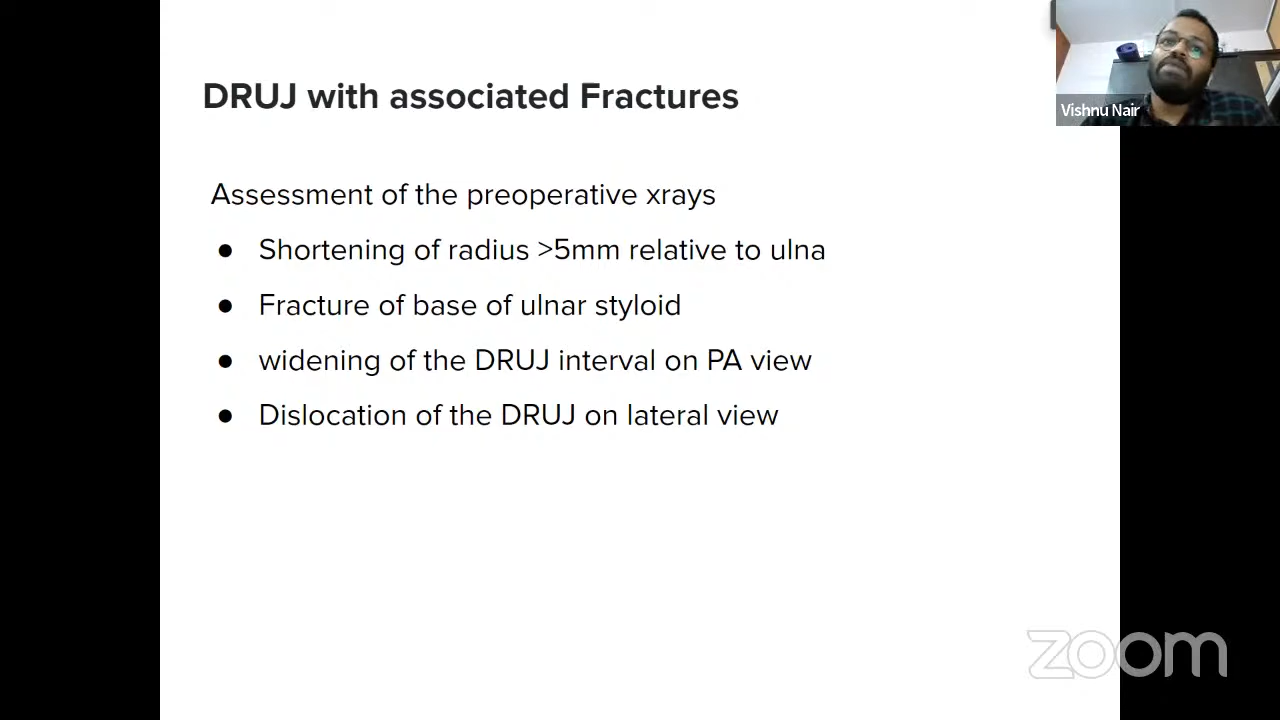 DRUJ with associated Fractures
Vishnu Nair
Assessment of the preoperative xrays
● Shortening of radius >5mm relative to ulna
● Fracture of base of ulnar styloid
● widening of the DRUJ interval on PA view
● Dislocation of the DRUJ on lateral view
zoom